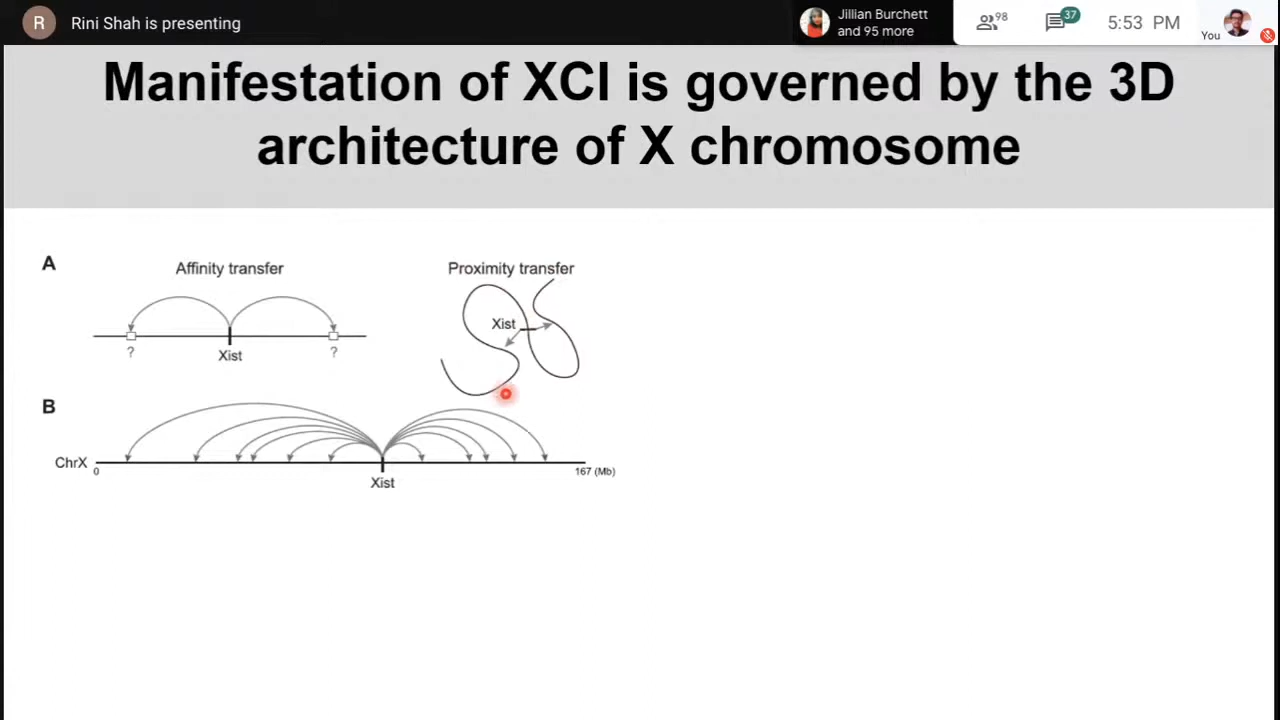 R
Rini Shah is presenting
Jillian Burchett
and 95 more
98
37
5:53 PM
You
Manifestation of XCI is governed by the 3D
architecture of X chromosome
A
Affinity transfer
Proximity transfer
Xist
?
Xist
?
B
ChrX
0
167 (Mb)
Xist